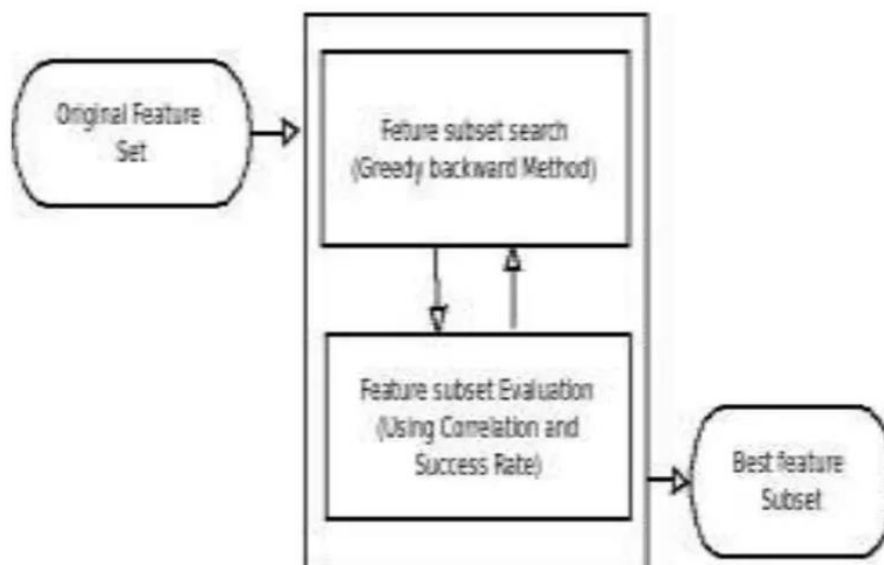 Original Feature
Set
Feture subset search
(Greedy backward Method)
Feature subset Evaluation
(Using Correlation and
Success Rate)
Best feature
Subset